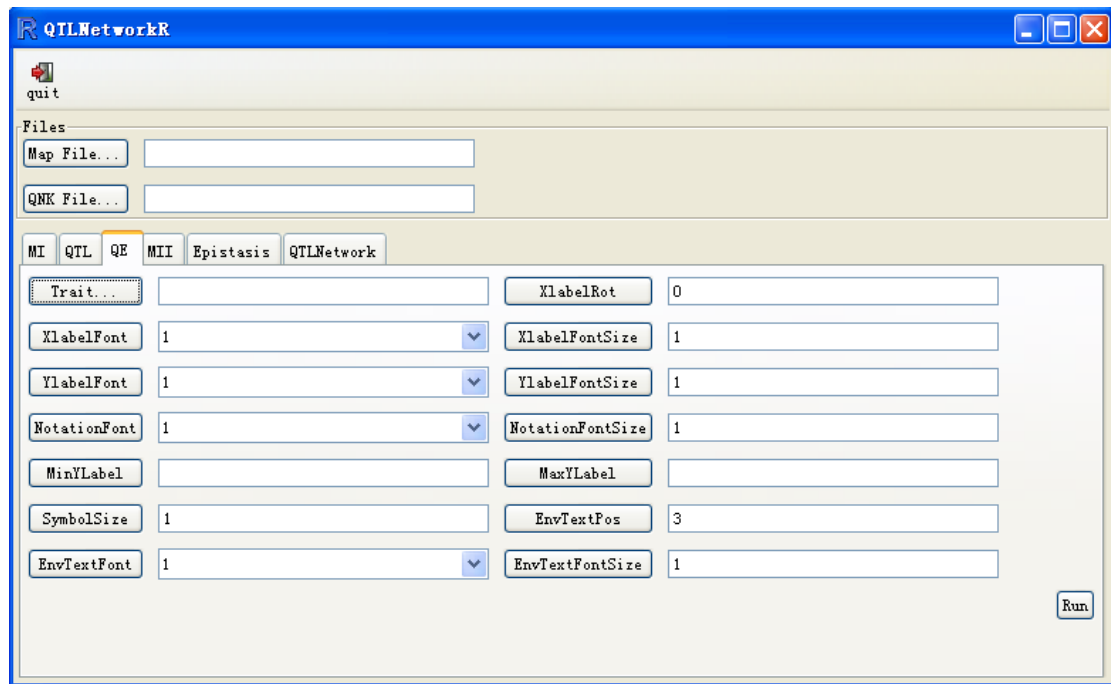 QTLNetworkR
quit
Files
Map File...
QNK File...
MI QTL QE MII Epistasis QTLNetwork
Trait... XlabelRot 0
XlabelFont 1 XlabelFontSize 1
YlabelFont 1 YlabelFontSize 1
NotationFont 1 NotationFontSize 1
MinYLabel MaxYLabel
SymbolSize 1 EnvTextPos 3
EnvTextFont 1 EnvTextFontSize 1
Run